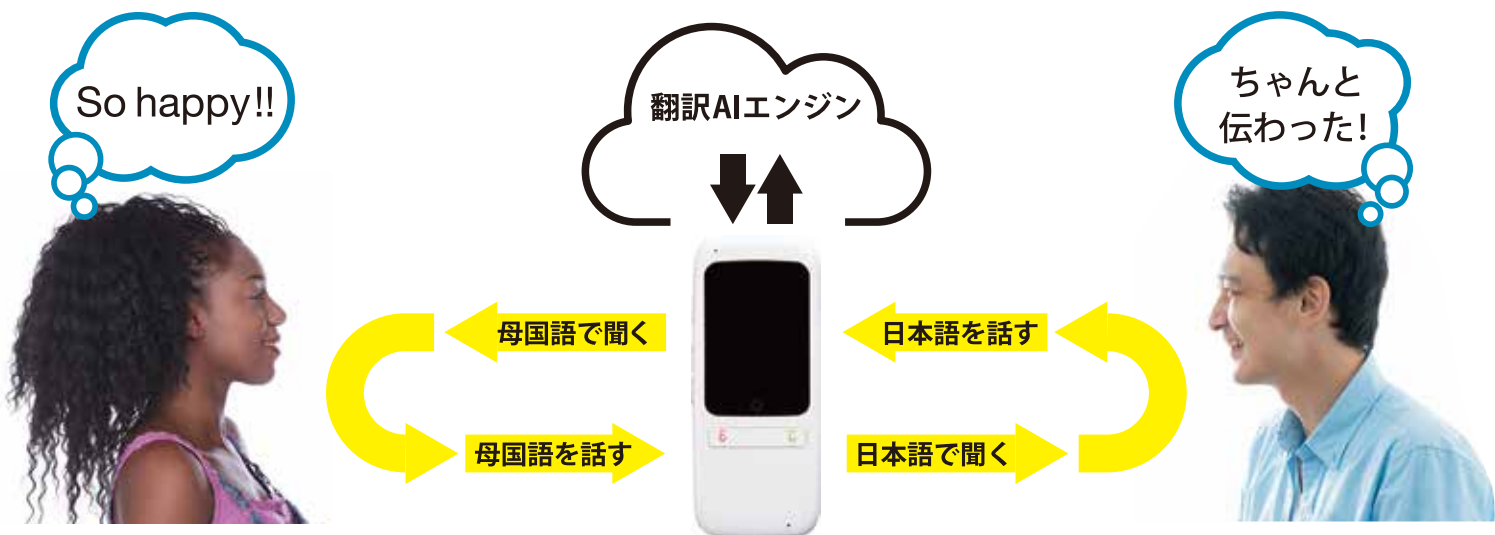 So happy!!
翻訳AIエンジン
ちゃんと
伝わった!
母国語で聞く
日本語を話す
母国語を話す
日本語で聞く